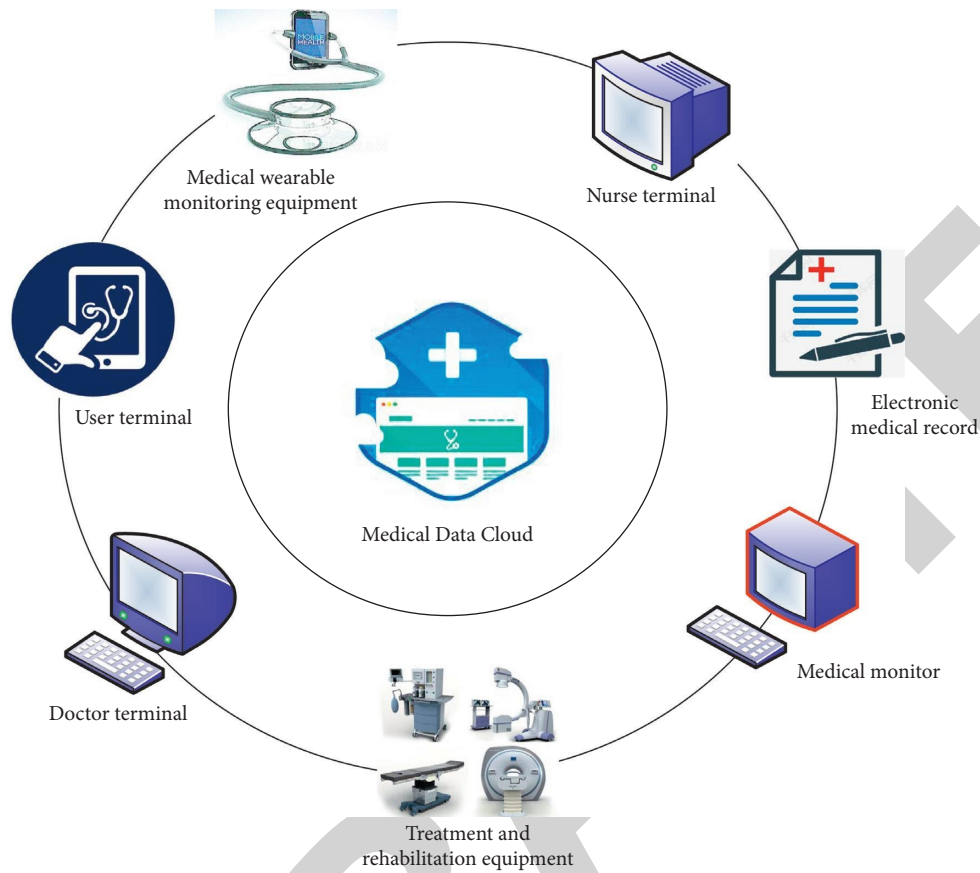 MOBILE
HEALTH
Medical wearable
monitoring equipment
Nurse terminal
User terminal
Electronic
medical record
Medical Data Cloud
Doctor terminal
Medical monitor
Treatment and
rehabilitation equipment